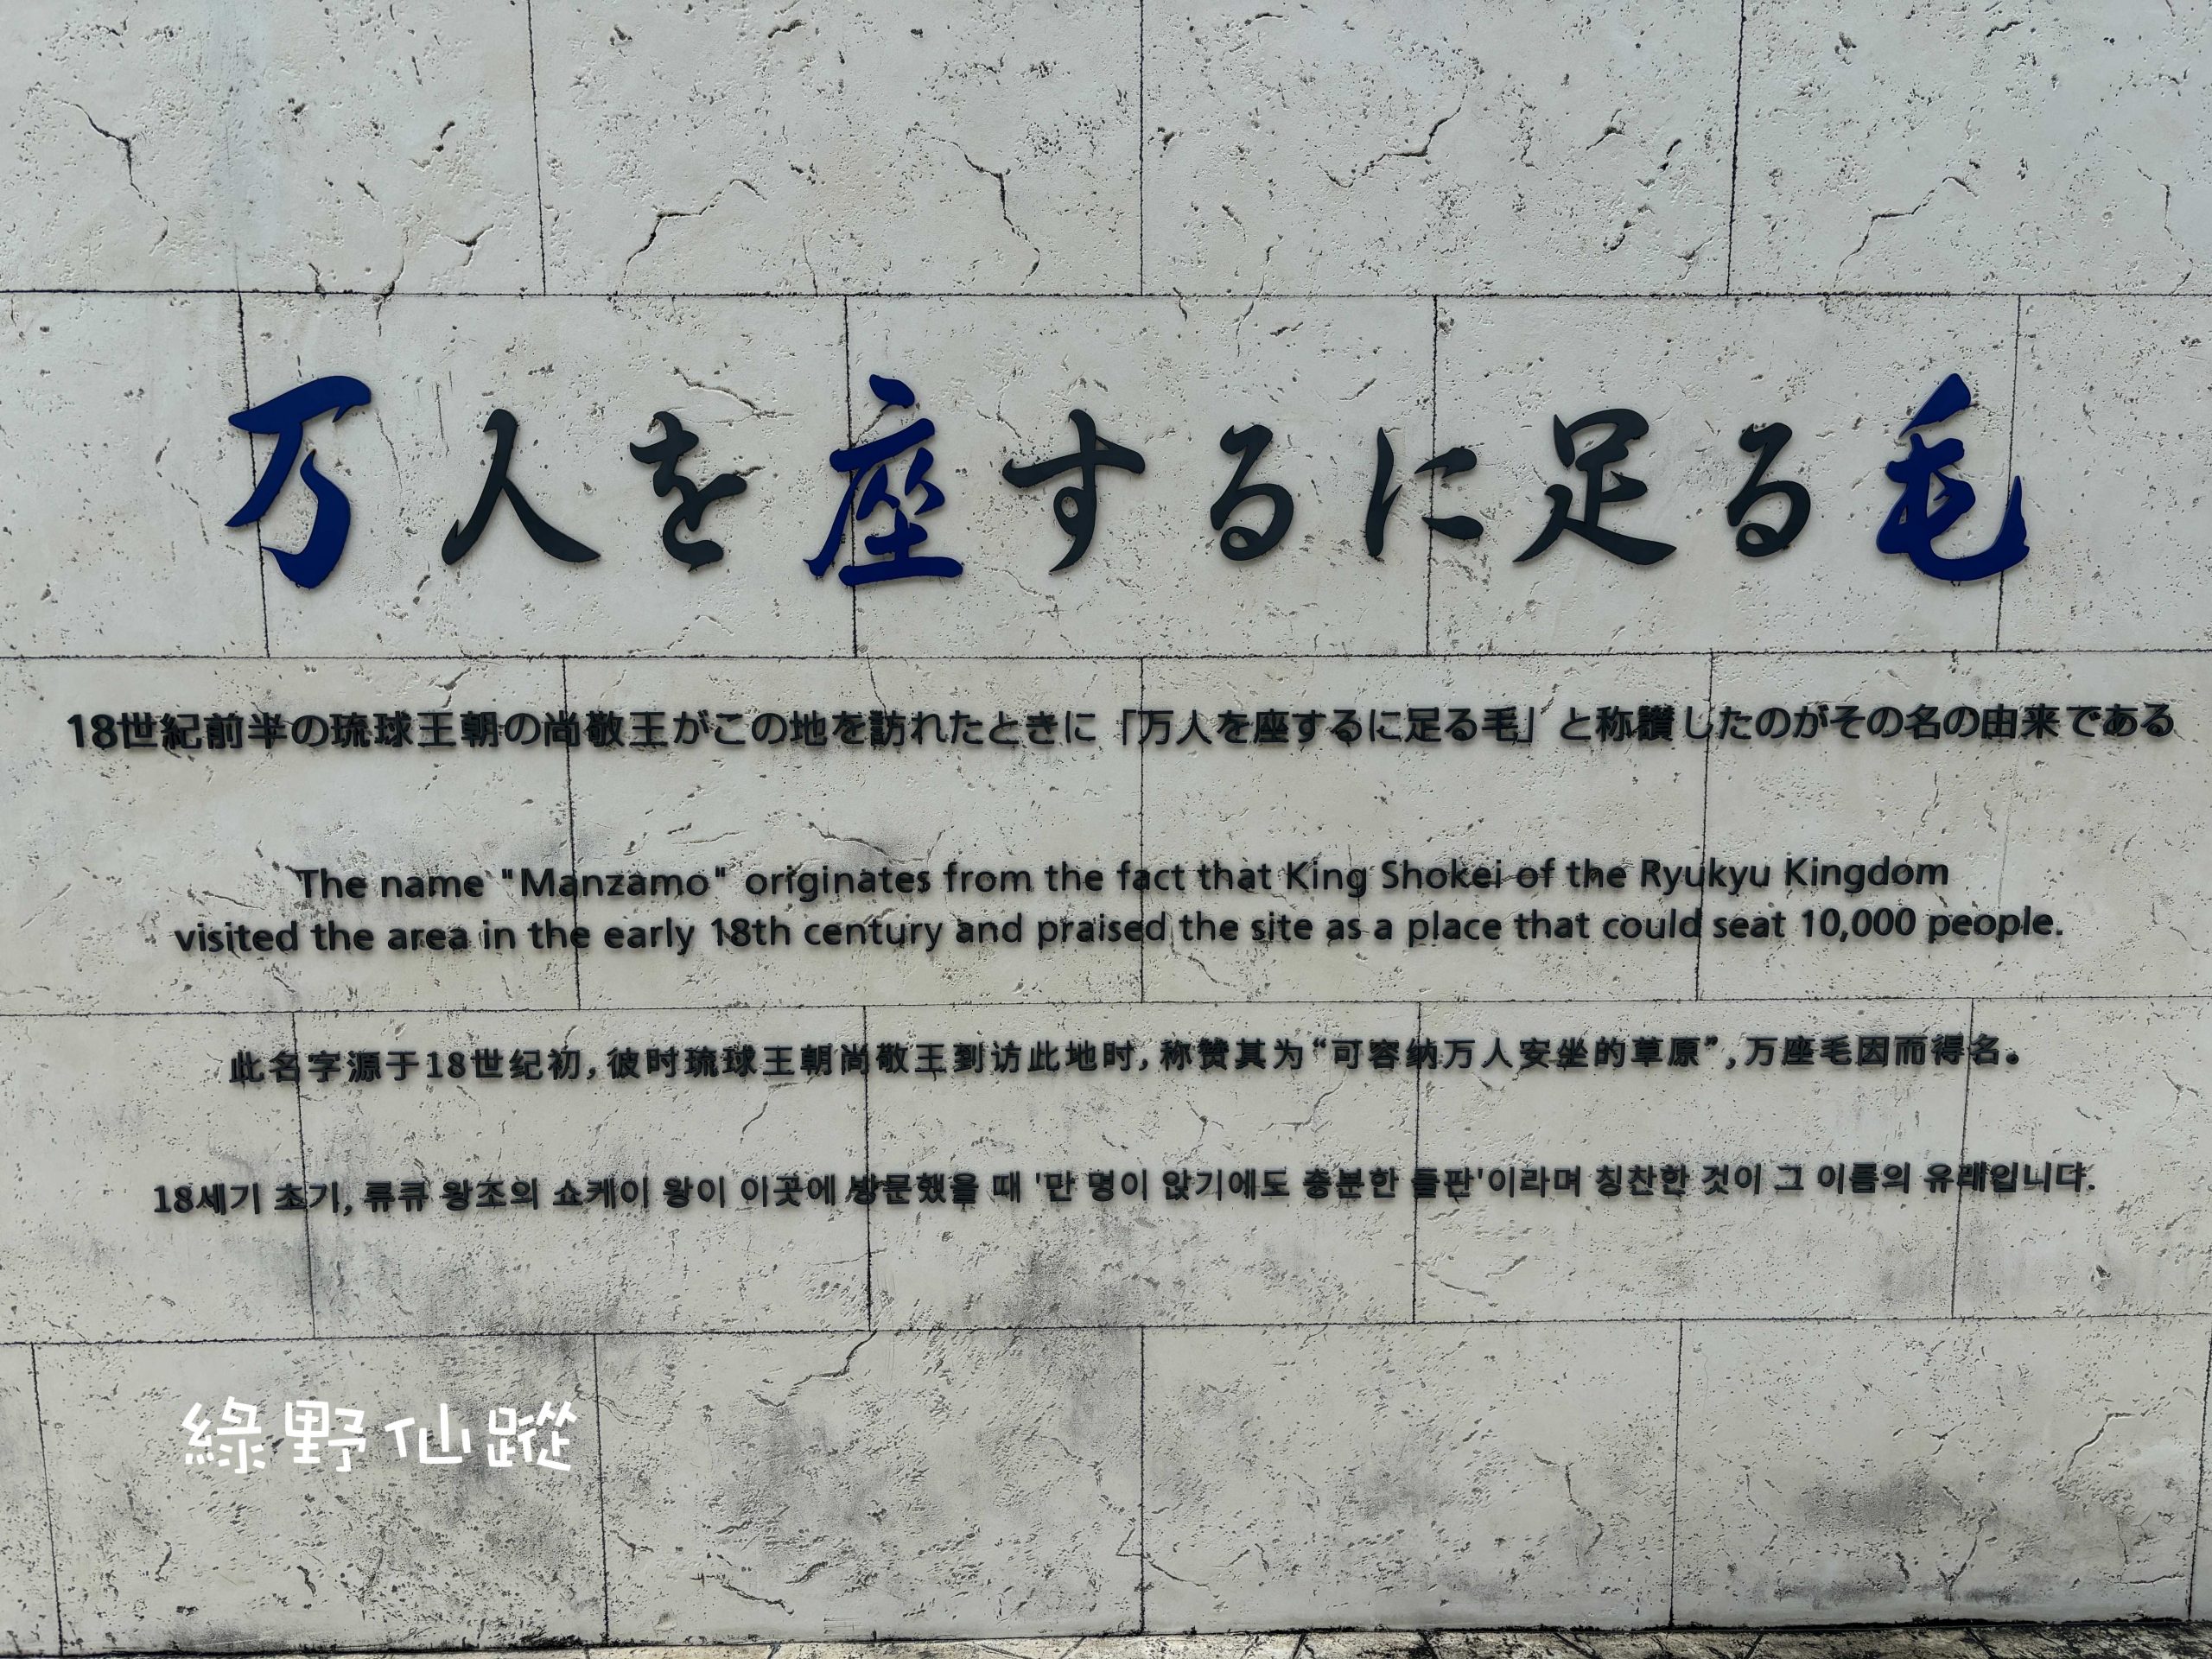 万人を座するに足る毛
18世紀前半の琉球王朝の尚敬王がこの地を訪れたときに「万人を座するに足る毛」と称讃したのがその名の由来である
The name "Manzamo" originates from the fact that King Shokei of the Ryukyu Kingdom
visited the area in the early 18th century and praised the site as a place that could seat 10,000 people.
此名字源于18世纪初,彼时琉球王朝尚敬王到访此地时,称赞其为“可容纳万人安坐的草原”,万座毛因而得名。
18세기 초기, 류큐 왕조의 쇼케이 왕이 이곳에 방문했을 때 '만 명이 앉기에도 충분한 들판'이라며 칭찬한 것이 그 이름의 유래입니다.
綠野仙蹤